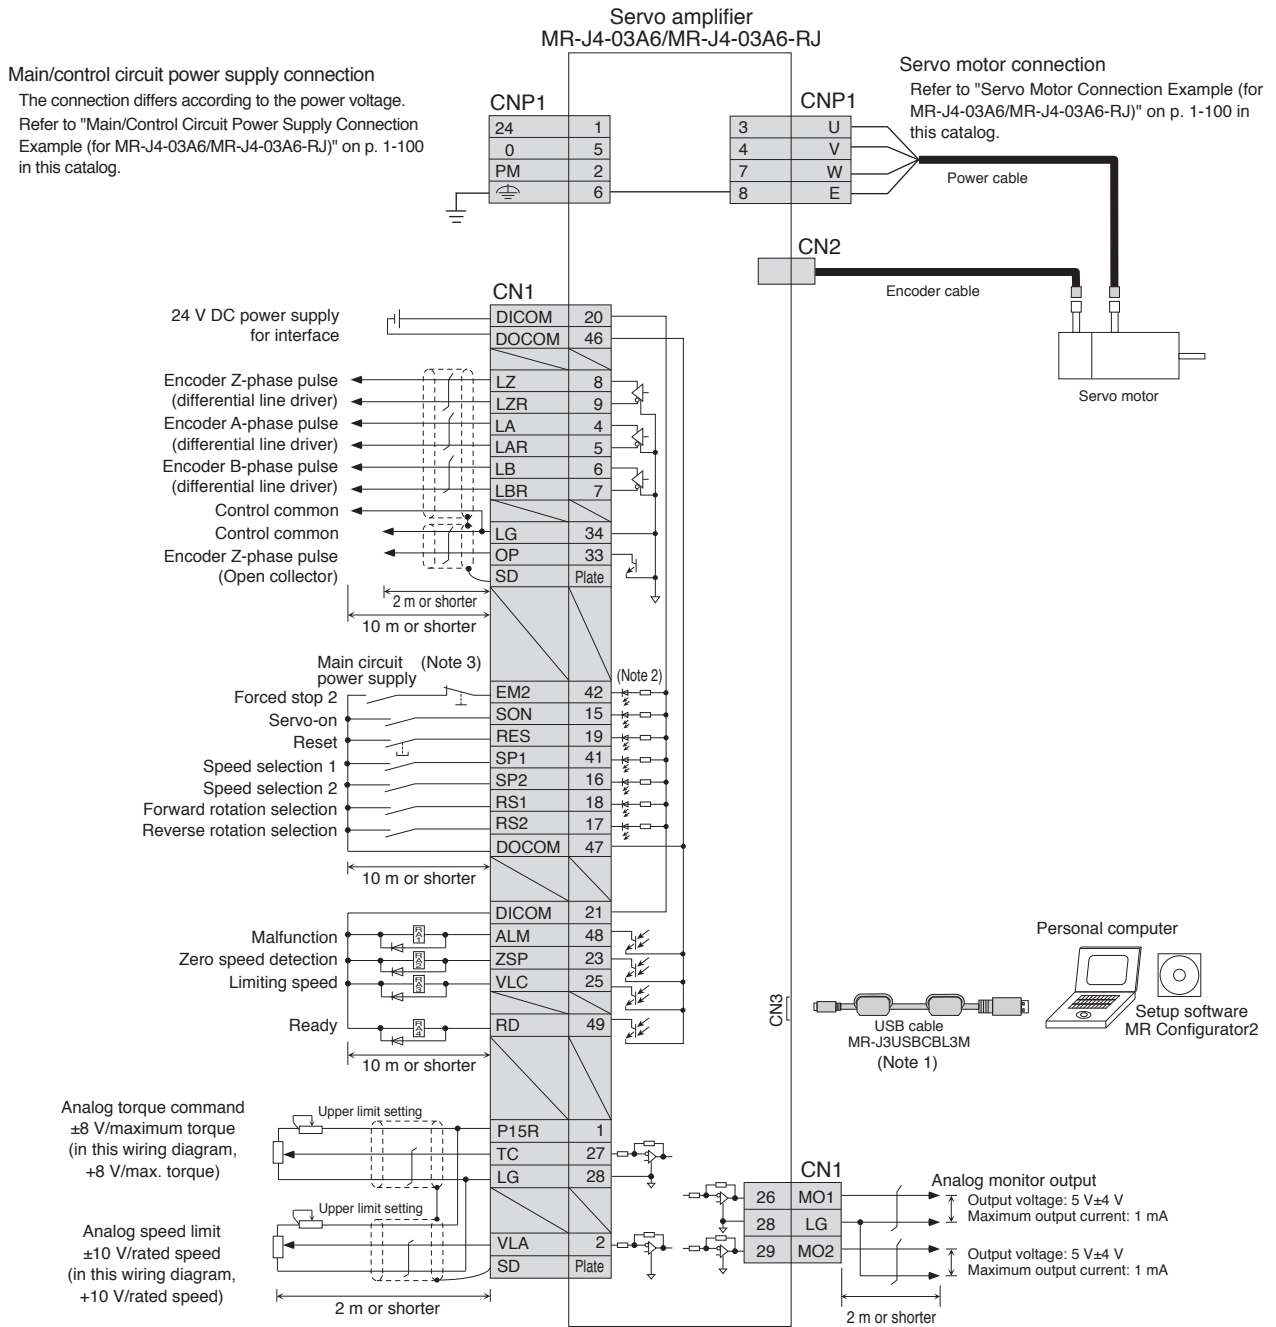 Servo amplifier
MR-J4-03A6/MR-J4-03A6-RJ
Main/control circuit power supply connection
The connection differs according to the power voltage.
Refer to "Main/Control Circuit Power Supply Connection
Example (for MR-J4-03A6/MR-J4-03A6-RJ)" on p. 1-100
in this catalog.
CNP1
24 1
0 5
PM 2
6
CNP1
3 U
4 V
7 W
8 E
Servo motor connection
Refer to "Servo Motor Connection Example (for
MR-J4-03A6/MR-J4-03A6-RJ)" on p. 1-100 in
this catalog.
Power cable
CN2
Encoder cable
Servo motor
CN1
24 V DC power supply
for interface
DICOM 20
DOCOM 46
Encoder Z-phase pulse
(differential line driver)
LZ 8
LZR 9
Encoder A-phase pulse
(differential line driver)
LA 4
LAR 5
Encoder B-phase pulse
(differential line driver)
LB 6
LBR 7
Control common
Control common
LG 34
Encoder Z-phase pulse
(Open collector)
OP 33
SD Plate
2 m or shorter
10 m or shorter
Main circuit
power supply
(Note 3)
(Note 2)
Forced stop 2
EM2 42
Servo-on
SON 15
Reset
RES 19
Speed selection 1
SP1 41
Speed selection 2
SP2 16
Forward rotation selection
RS1 18
Reverse rotation selection
RS2 17
DOCOM 47
10 m or shorter
DICOM 21
Malfunction
RA1
ALM 48
Zero speed detection
RA2
ZSP 23
Limiting speed
RA3
VLC 25
Ready
RA4
RD 49
10 m or shorter
CN3
USB cable
MR-J3USBCBL3M
(Note 1)
Personal computer
Setup software
MR Configurator2
Analog torque command
±8 V/maximum torque
(in this wiring diagram,
+8 V/max. torque)
Upper limit setting
P15R 1
TC 27
LG 28
Analog speed limit
±10 V/rated speed
(in this wiring diagram,
+10 V/rated speed)
Upper limit setting
VLA 2
SD Plate
2 m or shorter
CN1
26 MO1
28 LG
29 MO2
Analog monitor output
Output voltage: 5 V±4 V
Maximum output current: 1 mA
Output voltage: 5 V±4 V
Maximum output current: 1 mA
2 m or shorter